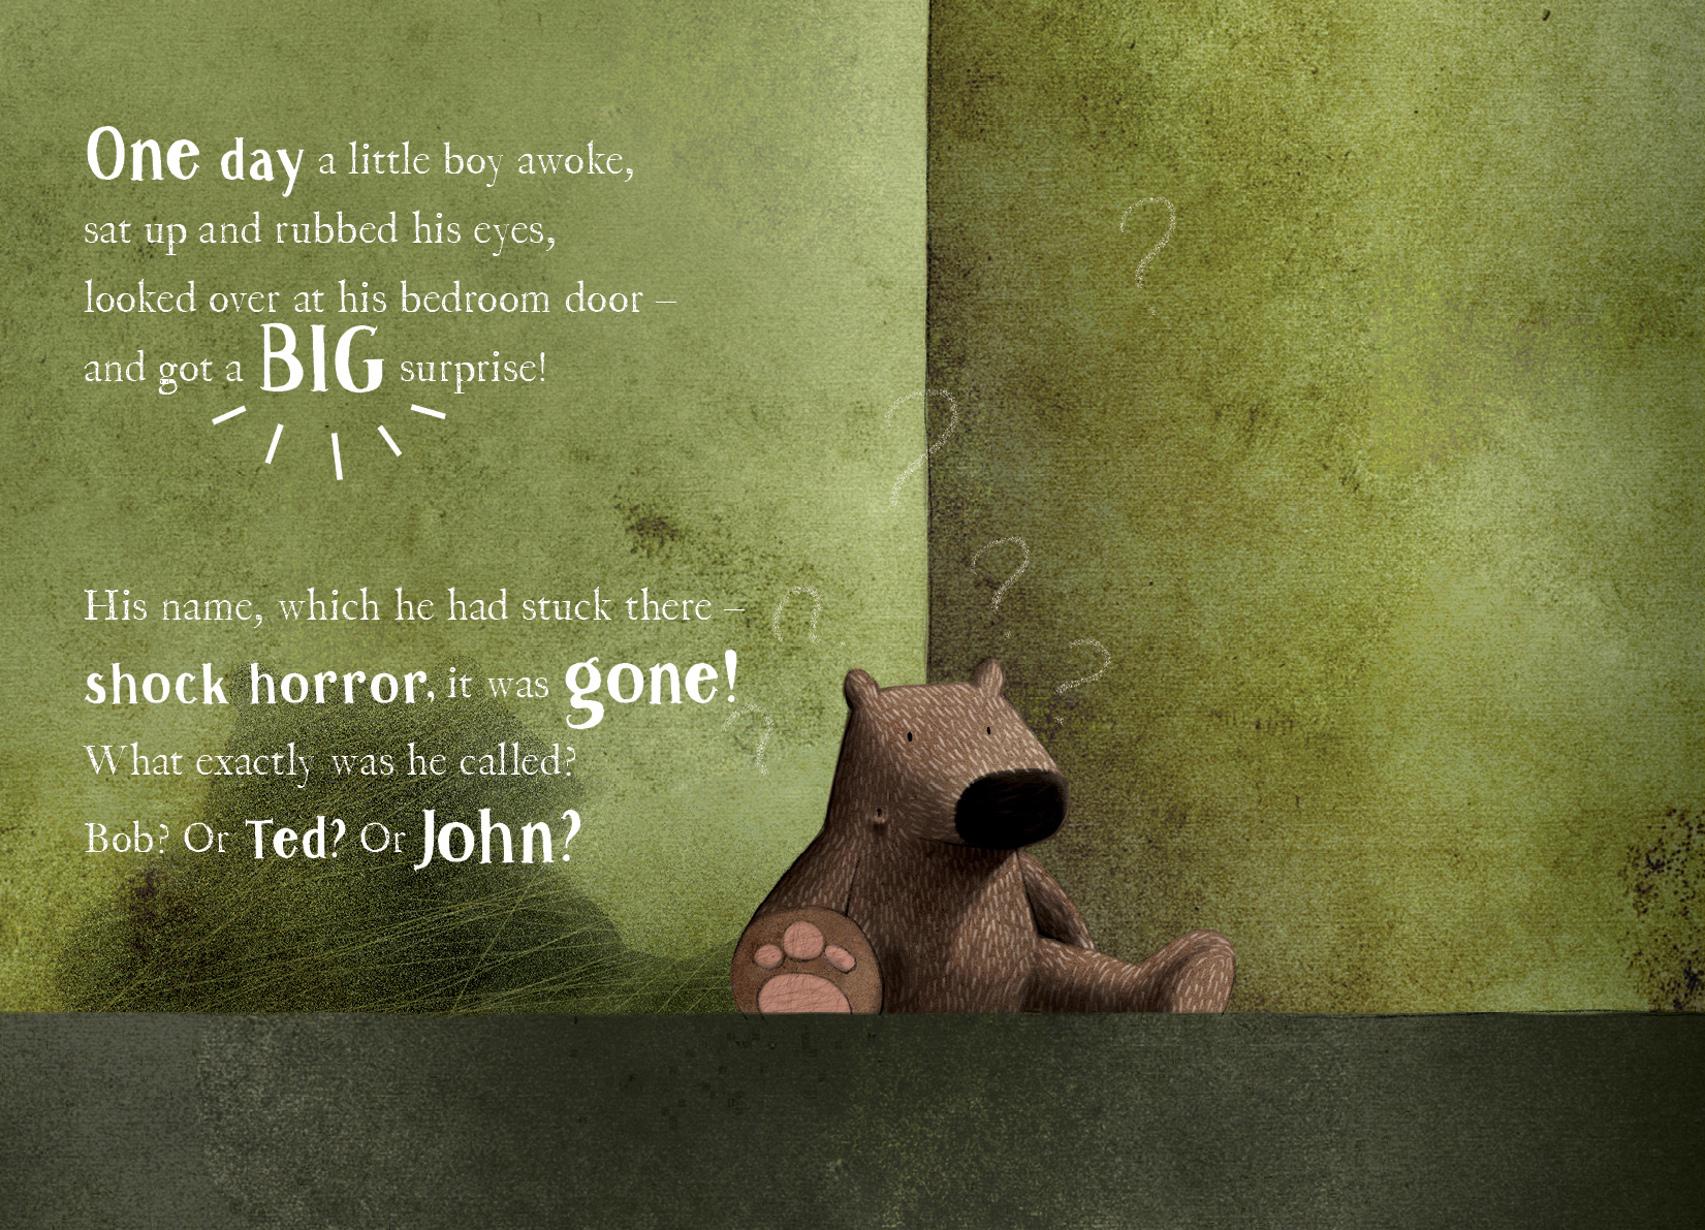 One day a little boy awoke,
sat up and rubbed his eyes,
looked over at his bedroom door –
and got a BIG surprise!
His name, which he had stuck there –
shock horror, it was gone!
What exactly was he called?
Bob? Or Ted? Or John?
?
?
?
?
?
?